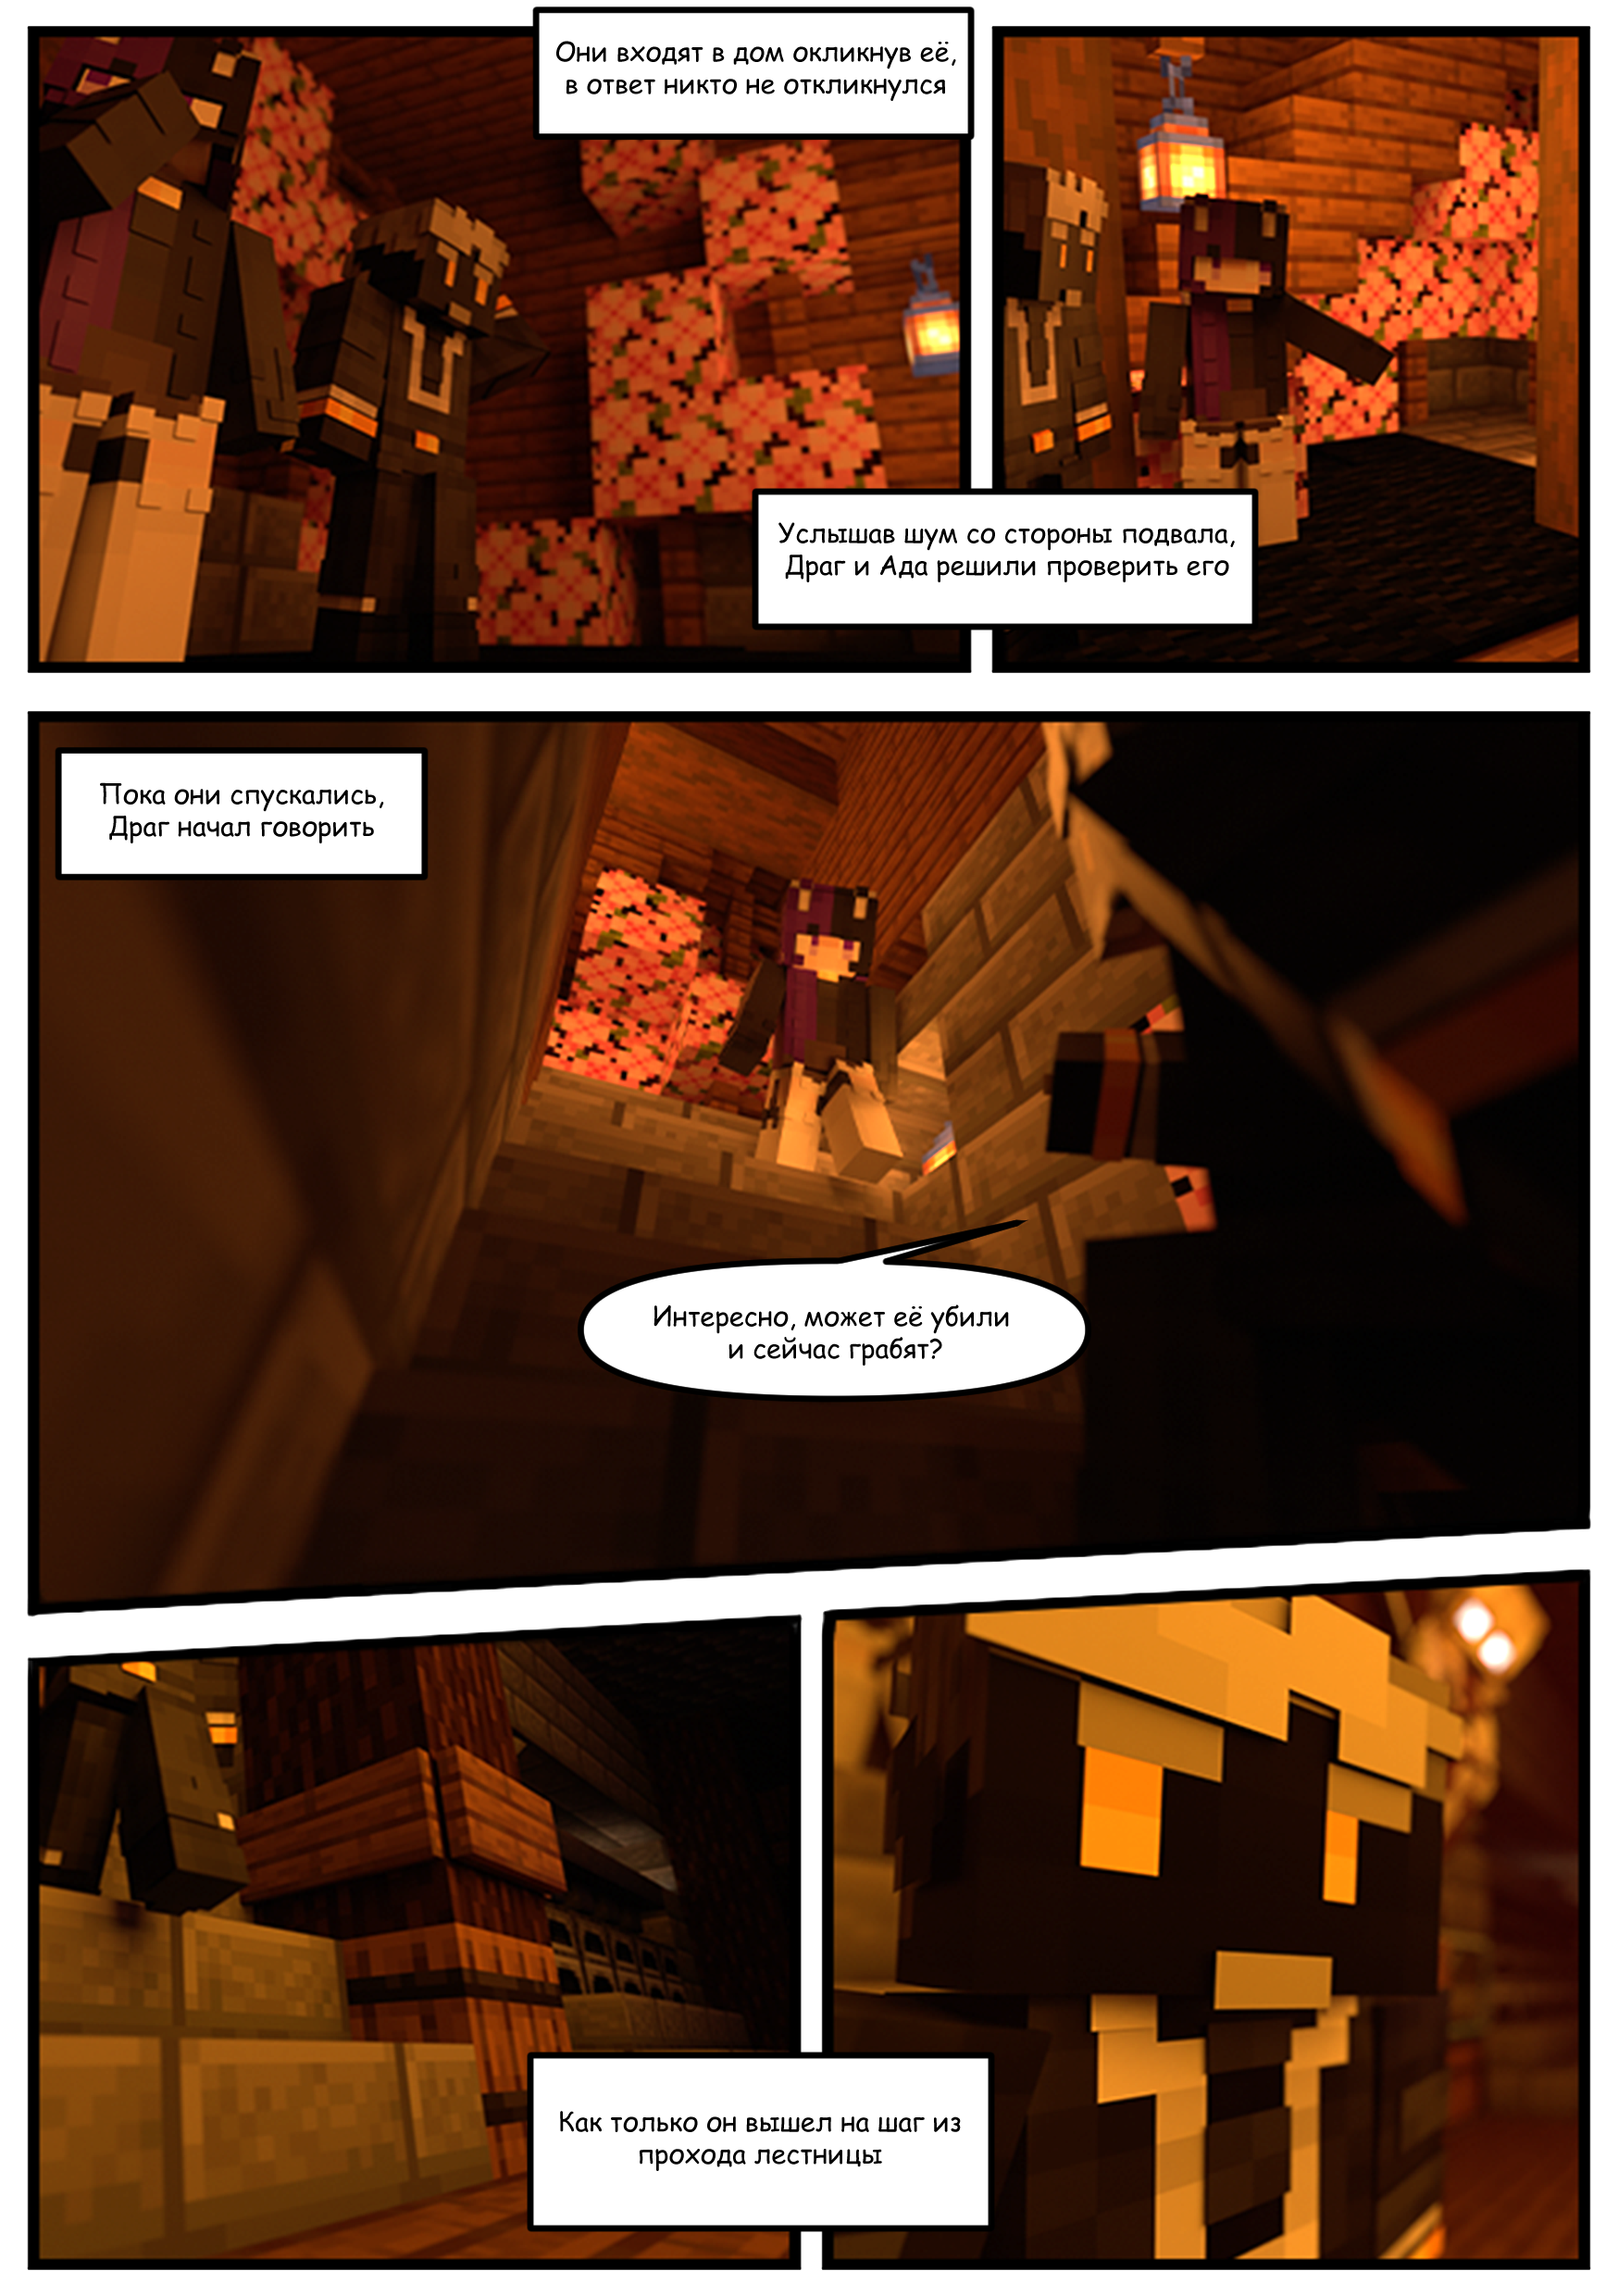 Они входят в дом окликнув её,
в ответ никто не откликнулся
Услышав шум со стороны подвала,
Драг и Ада решили проверить его
Пока они спускались,
Драг начал говорить
Интересно, может её убили
и сейчас грабят?
Как только он вышел на шаг из
прохода лестницы